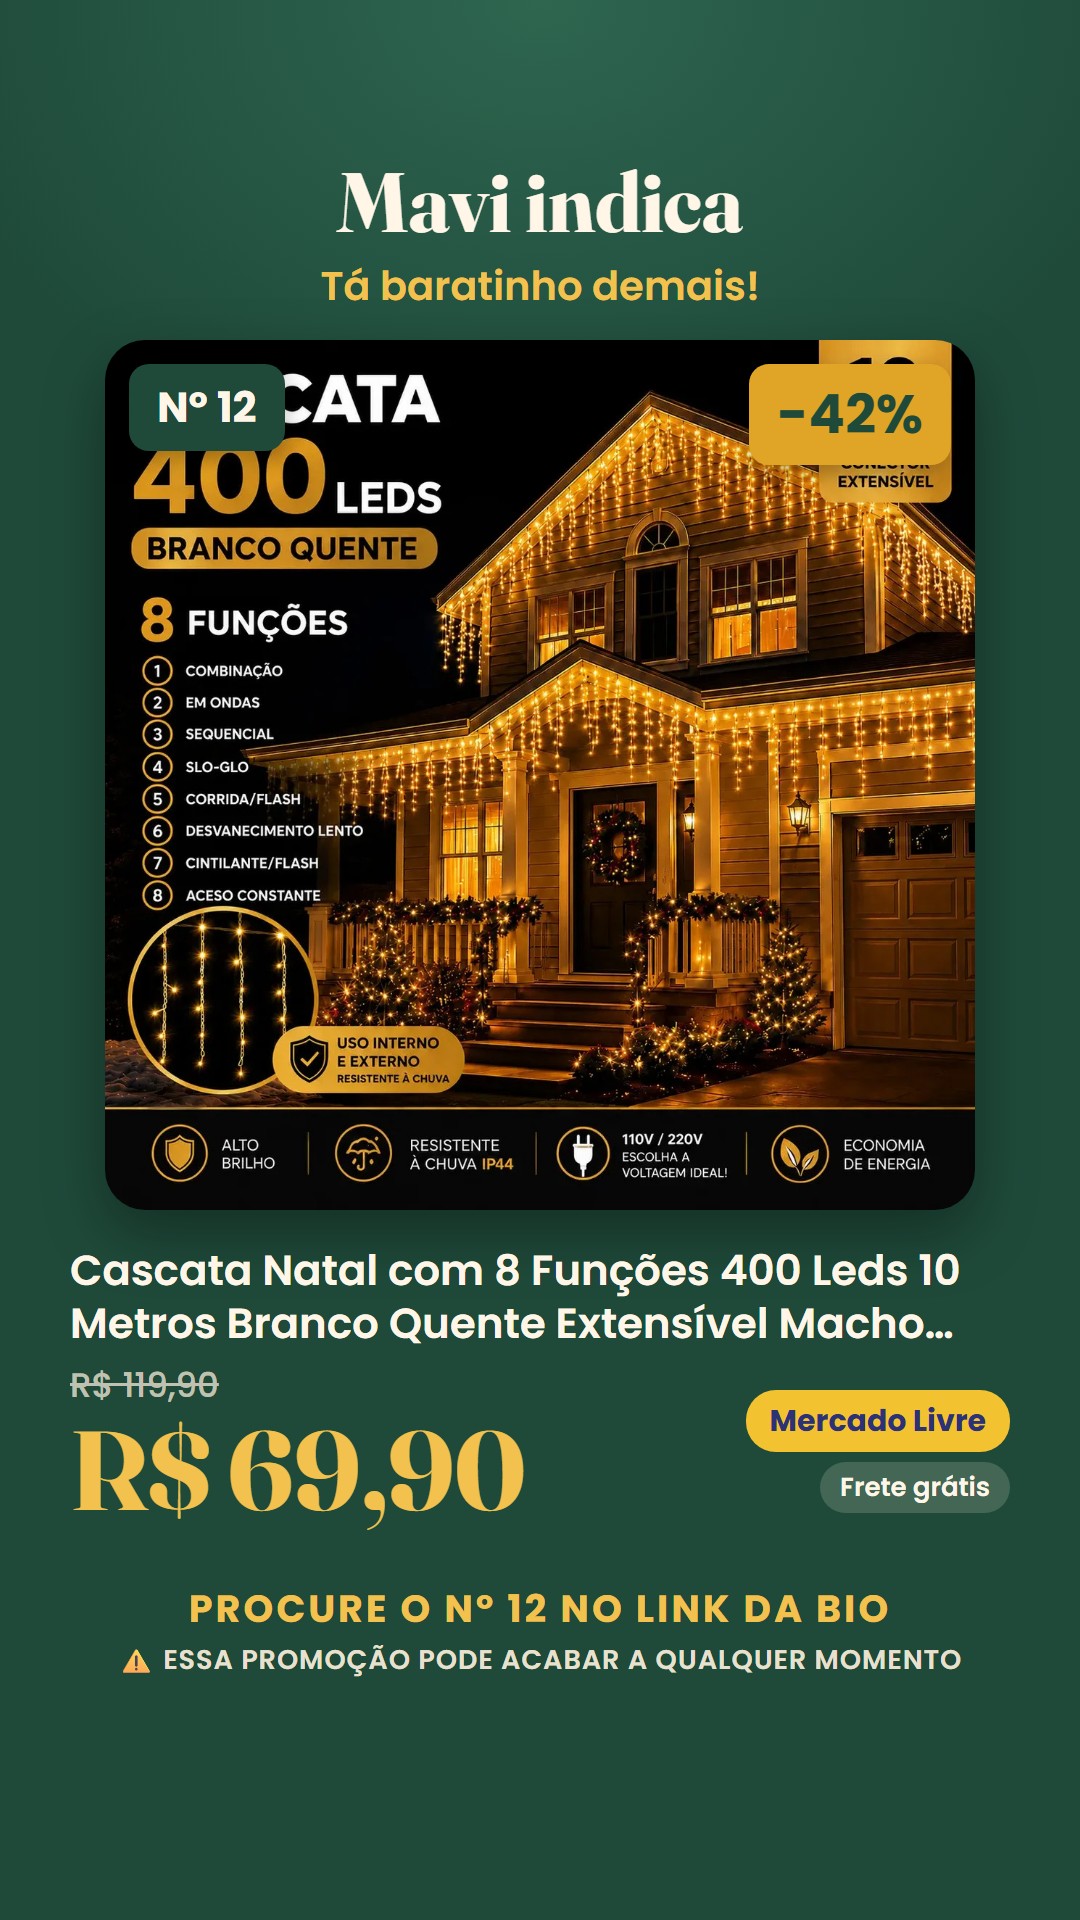 Mavi indica
Tá baratinho demais!
Nº 12
CATA
-42%
400 LEDS
EXTENSÍVEL
BRANCO QUENTE
8 FUNÇÕES
1 COMBINAÇÃO
2 EM ONDAS
3 SEQUENCIAL
4 SLO-GLO
5 CORRIDA/FLASH
6 DESVANECIMENTO LENTO
7 CINTILANTE/FLASH
8 ACESO CONSTANTE
USO INTERNO
E EXTERNO
RESISTENTE À CHUVA
ALTO
BRILHO
RESISTENTE
À CHUVA IP44
110V / 220V
ESCOLHA A
VOLTAGEM IDEAL!
ECONOMIA
DE ENERGIA
Cascata Natal com 8 Funções 400 Leds 10
Metros Branco Quente Extensível Macho...
R$ 119,90
R$ 69,90
Mercado Livre
Frete grátis
PROCURE O Nº 12 NO LINK DA BIO
⚠ ESSA PROMOÇÃO PODE ACABAR A QUALQUER MOMENTO